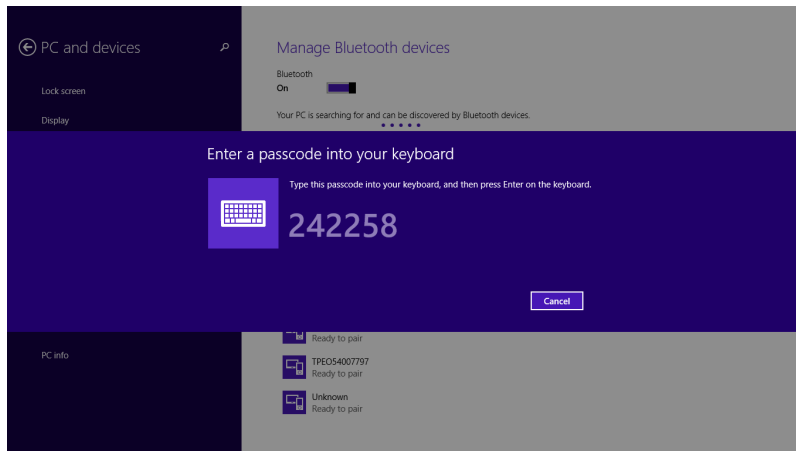 PC and devices
Lock screen
Display
PC info
Manage Bluetooth devices
Bluetooth
On
Your PC is searching for and can be discovered by Bluetooth devices.
Enter a passcode into your keyboard
Type this passcode into your keyboard, and then press Enter on the keyboard.
242258
Cancel
Ready to pair
TPEO54007797
Ready to pair
Unknown
Ready to pair